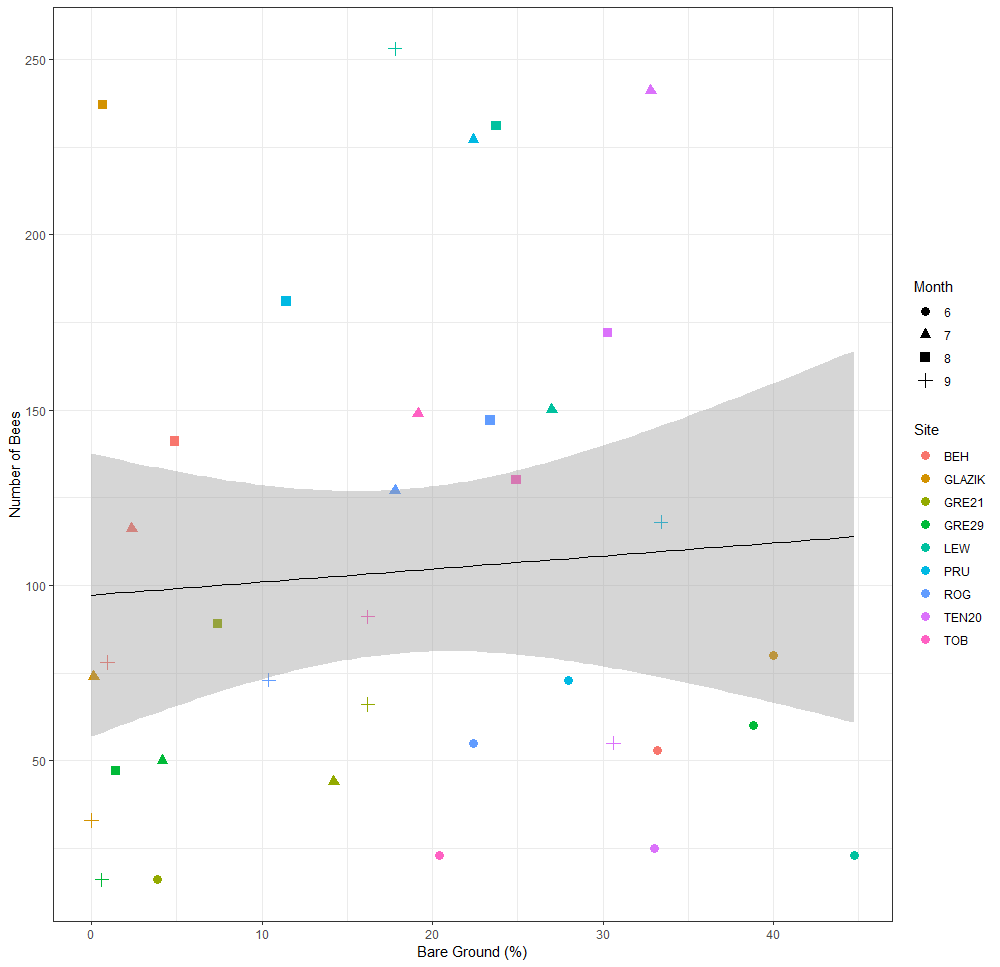 250
200
150
100
50
Number of Bees
0 10 20 30 40
Bare Ground (%)
Month
6
7
8
9
Site
BEH
GLAZIK
GRE21
GRE29
LEW
PRU
ROG
TEN20
TOB